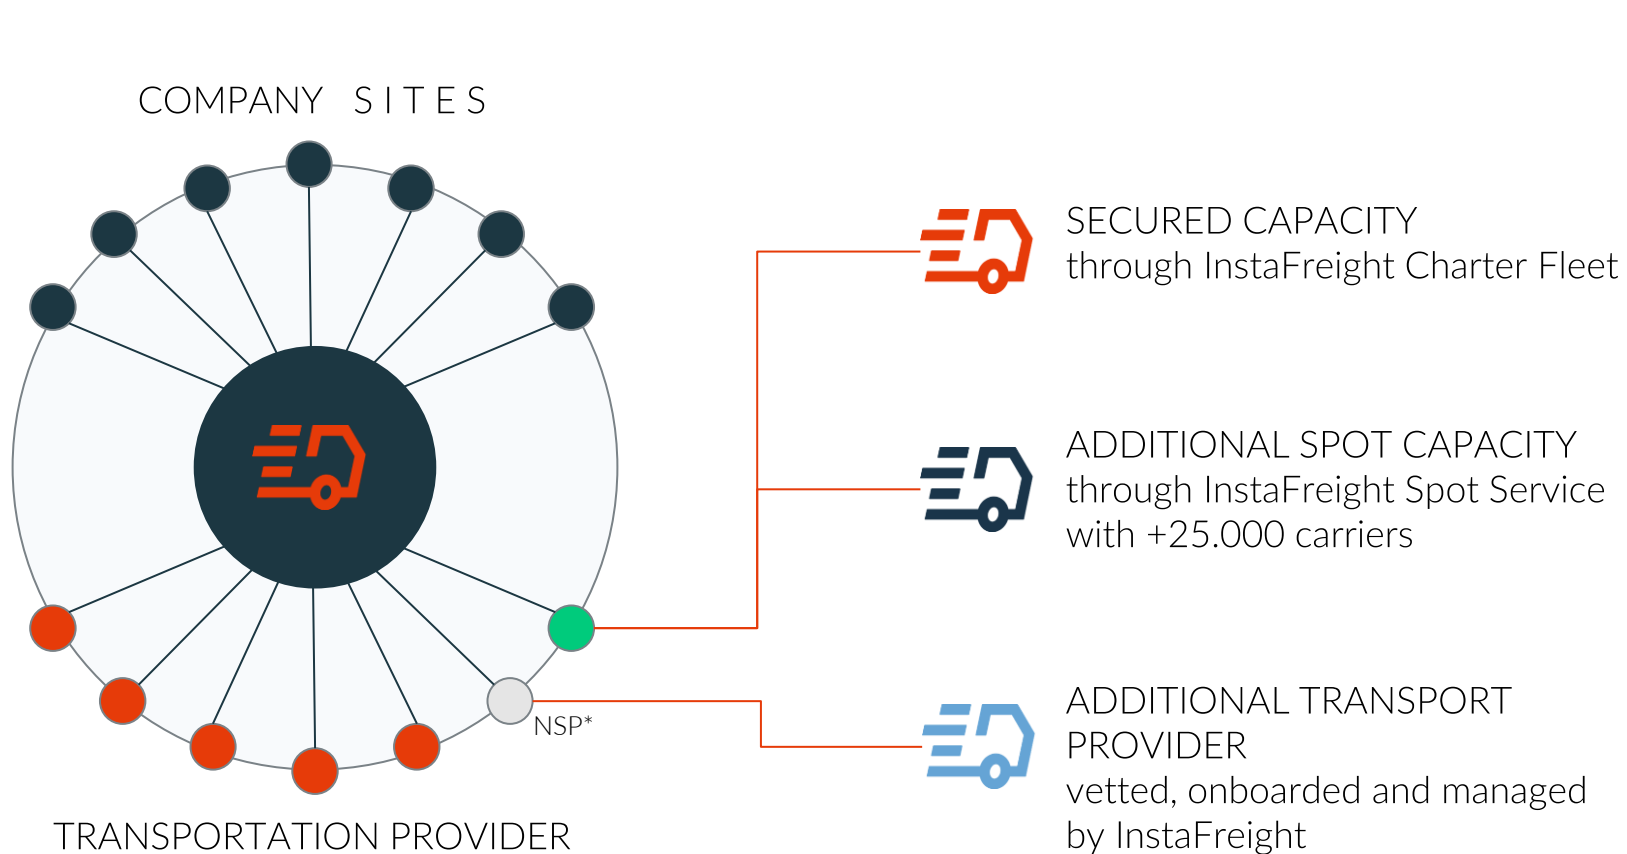 COMPANY SITES
SECURED CAPACITY
through InstaFreight Charter Fleet
ADDITIONAL SPOT CAPACITY
through InstaFreight Spot Service
with +25.000 carriers
NSP*
ADDITIONAL TRANSPORT
PROVIDER
vetted, onboarded and managed
by InstaFreight
TRANSPORTATION PROVIDER